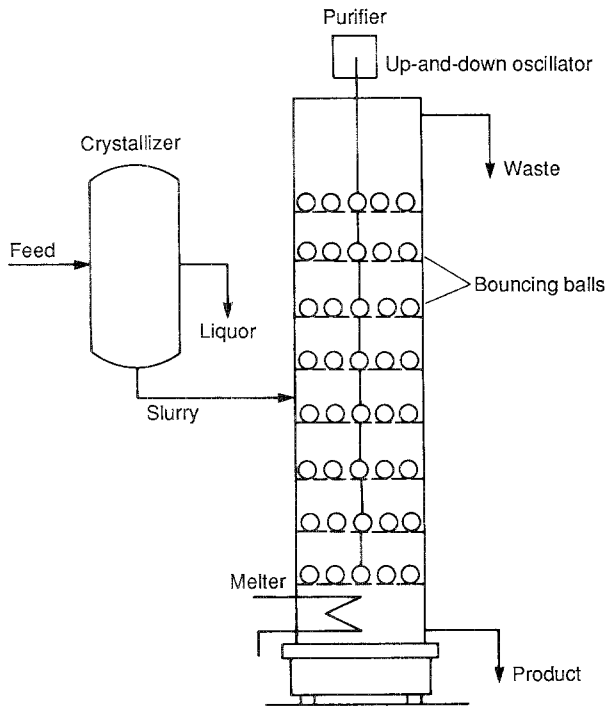 Purifier
Up-and-down oscillator
Crystallizer
Waste
Feed
Bouncing balls
Liquor
Slurry
Melter
Product